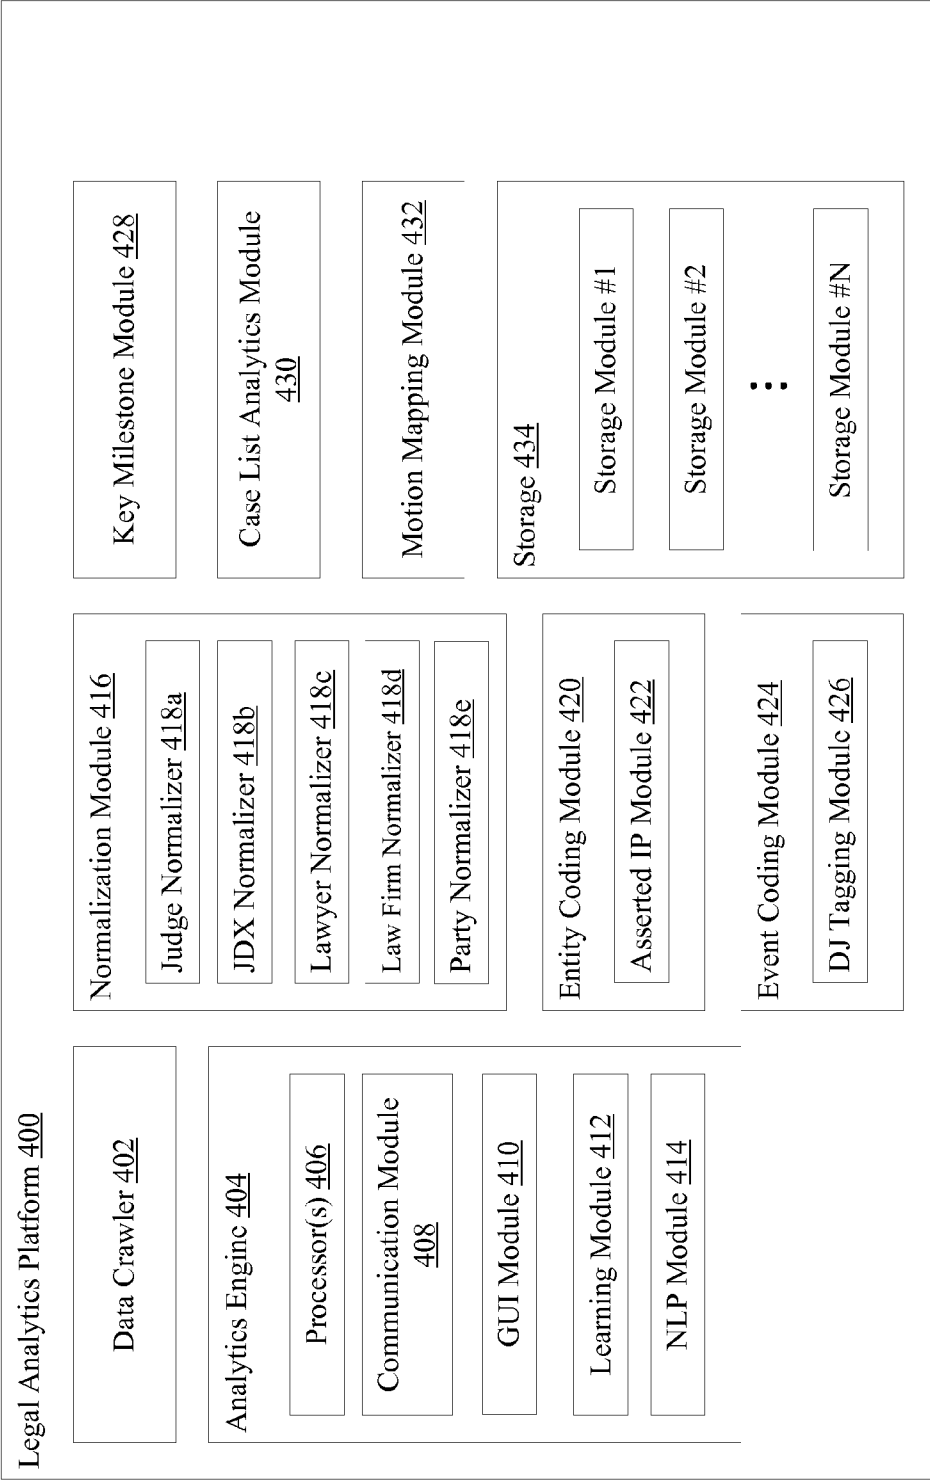 Legal Analytics Platform 400
Data Crawler 402
Analytics Engine 404
Processor(s) 406
Communication Module
408
GUI Module 410
Learning Module 412
NLP Module 414
Normalization Module 416
Judge Normalizer 418a
JDX Normalizer 418b
Lawyer Normalizer 418c
Law Firm Normalizer 418d
Party Normalizer 418e
Entity Coding Module 420
Asserted IP Module 422
Event Coding Module 424
DJ Tagging Module 426
Key Milestone Module 428
Case List Analytics Module
430
Motion Mapping Module 432
Storage 434
Storage Module #1
Storage Module #2
Storage Module #N